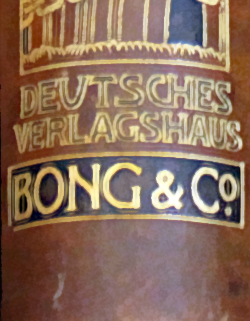 DEUTSCHES
VERLAGSHAUS
BONG & Co.